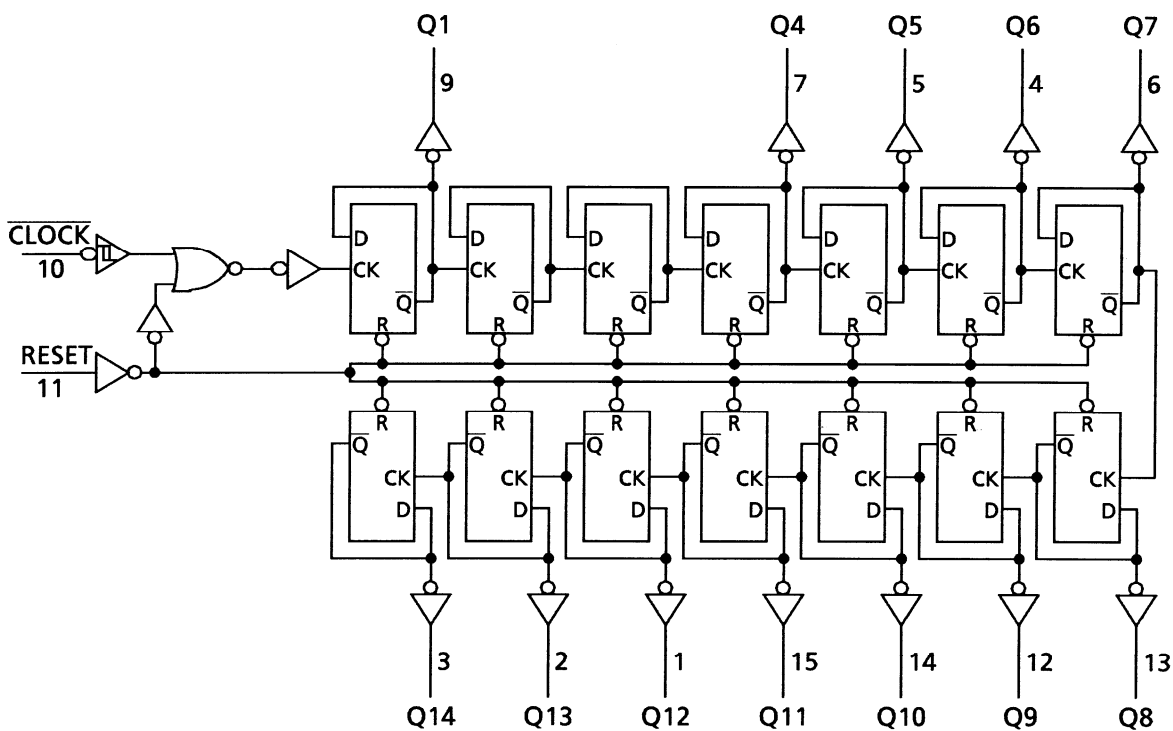 Q1 Q4 Q5 Q6 Q7
9 7 5 4 6
D D D D D D D
C̅L̅O̅C̅K̅
10
CK CK CK CK CK CK CK
Q̅ Q̅ Q̅ Q̅ Q̅ Q̅ Q̅
R R R R R R R
RESET
11
R R R R R R R
Q̅ Q̅ Q̅ Q̅ Q̅ Q̅ Q̅
CK CK CK CK CK CK CK
D D D D D D D
3 2 1 15 14 12 13
Q14 Q13 Q12 Q11 Q10 Q9 Q8